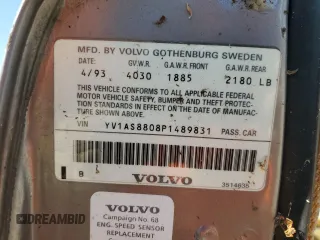 MFD. BY VOLVO GOTHENBURG SWEDEN
4/93 G.V.W.R. 4030 G.A.W.R. FRONT 1885 G.A.W.R. REAR 2180 LB
THIS VEHICLE CONFORMS TO ALL APPLICABLE FEDERAL
MOTOR VEHICLE SAFETY, BUMPER, AND THEFT PROTEC-
TION STANDARDS IN EFFECT ON THE DATE OF MANUFAC-
TURE SHOWN ABOVE.
VIN YV1AS8808P1489831 PASS. CAR
B VOLVO 3514635
VOLVO
Campaign No. 68
ENG. SPEED SENSOR
REPLACEMENT
DREAMBID